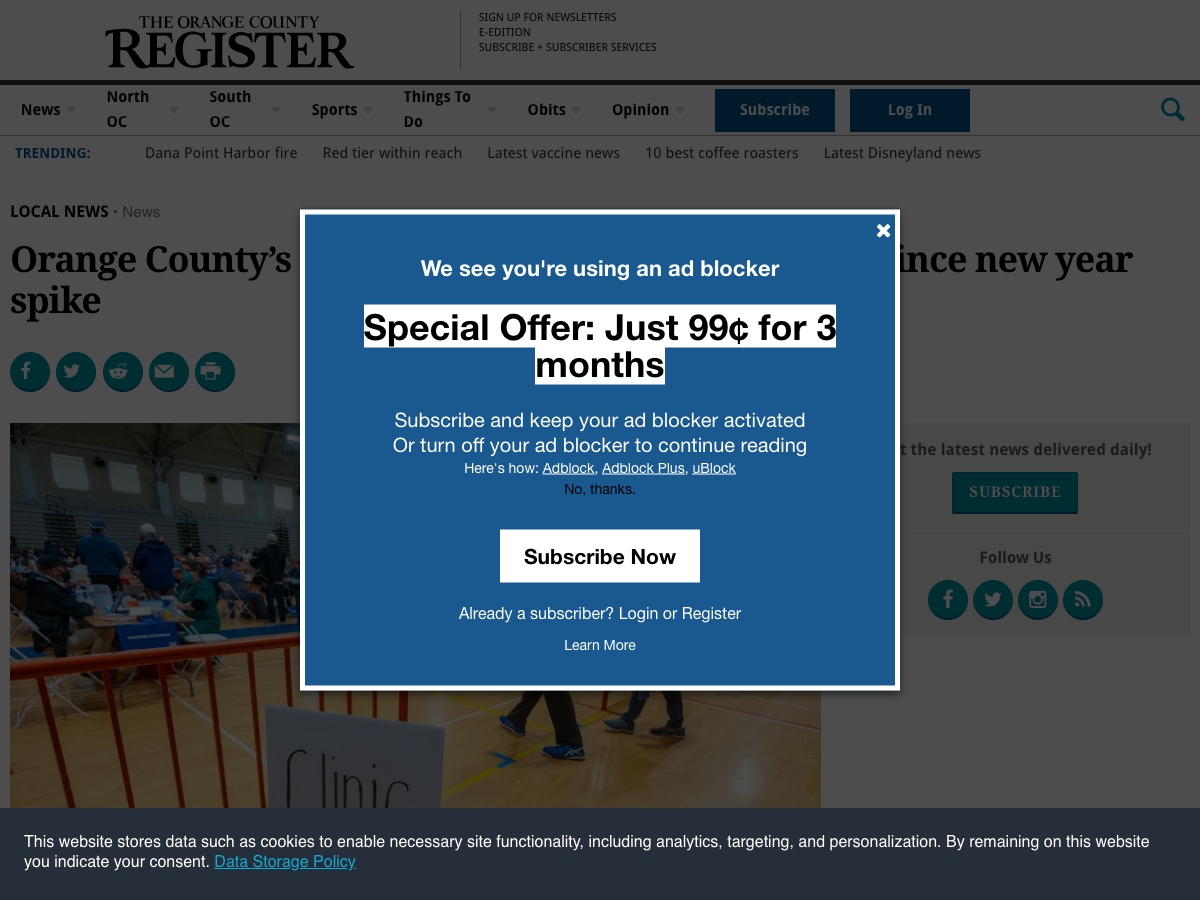 THE ORANGE COUNTY
REGISTER
SIGN UP FOR NEWSLETTERS
E-EDITION
SUBSCRIBE + SUBSCRIBER SERVICES
News
North OC
South OC
Sports
Things To Do
Obits
Opinion
Subscribe
Log In
TRENDING:
Dana Point Harbor fire
Red tier within reach
Latest vaccine news
10 best coffee roasters
Latest Disneyland news
LOCAL NEWS • News
Orange County's
ince new year
spike
We see you're using an ad blocker
Special Offer: Just 99¢ for 3
months
Subscribe and keep your ad blocker activated
Or turn off your ad blocker to continue reading
Here's how: Adblock, Adblock Plus, uBlock
No, thanks.
Subscribe Now
Already a subscriber? Login or Register
Learn More
t the latest news delivered daily!
SUBSCRIBE
Follow Us
Clinic
This website stores data such as cookies to enable necessary site functionality, including analytics, targeting, and personalization. By remaining on this website
you indicate your consent. Data Storage Policy